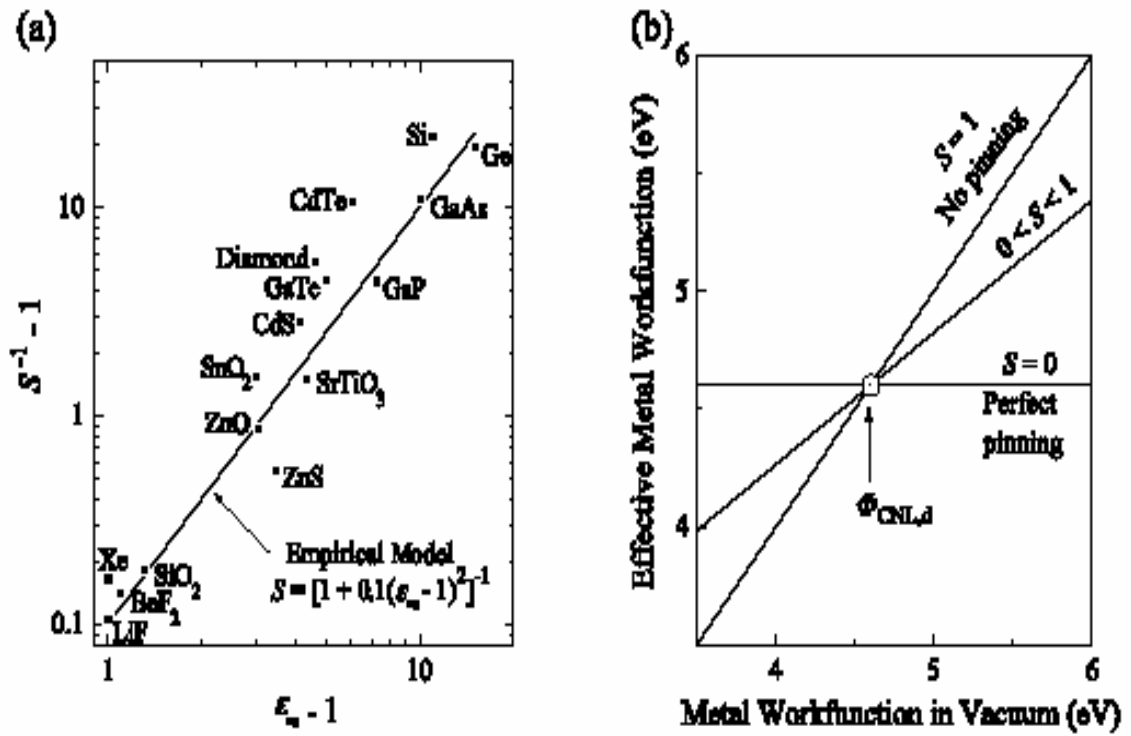 (a)
S⁻¹ - 1
10
1
0.1
1
10
ε∞ - 1
Si
Ge
CdTe
GaAs
Diamond
GaTe
GaP
CdS
SnO₂
SrTiO₃
ZnO
ZnS
Xe
SiO₂
BaF₂
LiF
Empirical Model
S = [1 + 0.1(ε∞ - 1)²]⁻¹
(b)
Effective Metal Workfunction (eV)
6
5
4
4
5
6
Metal Workfunction in Vacuum (eV)
S = 1
No pinning
0 < S < 1
S = 0
Perfect
pinning
Φ_CNL,d